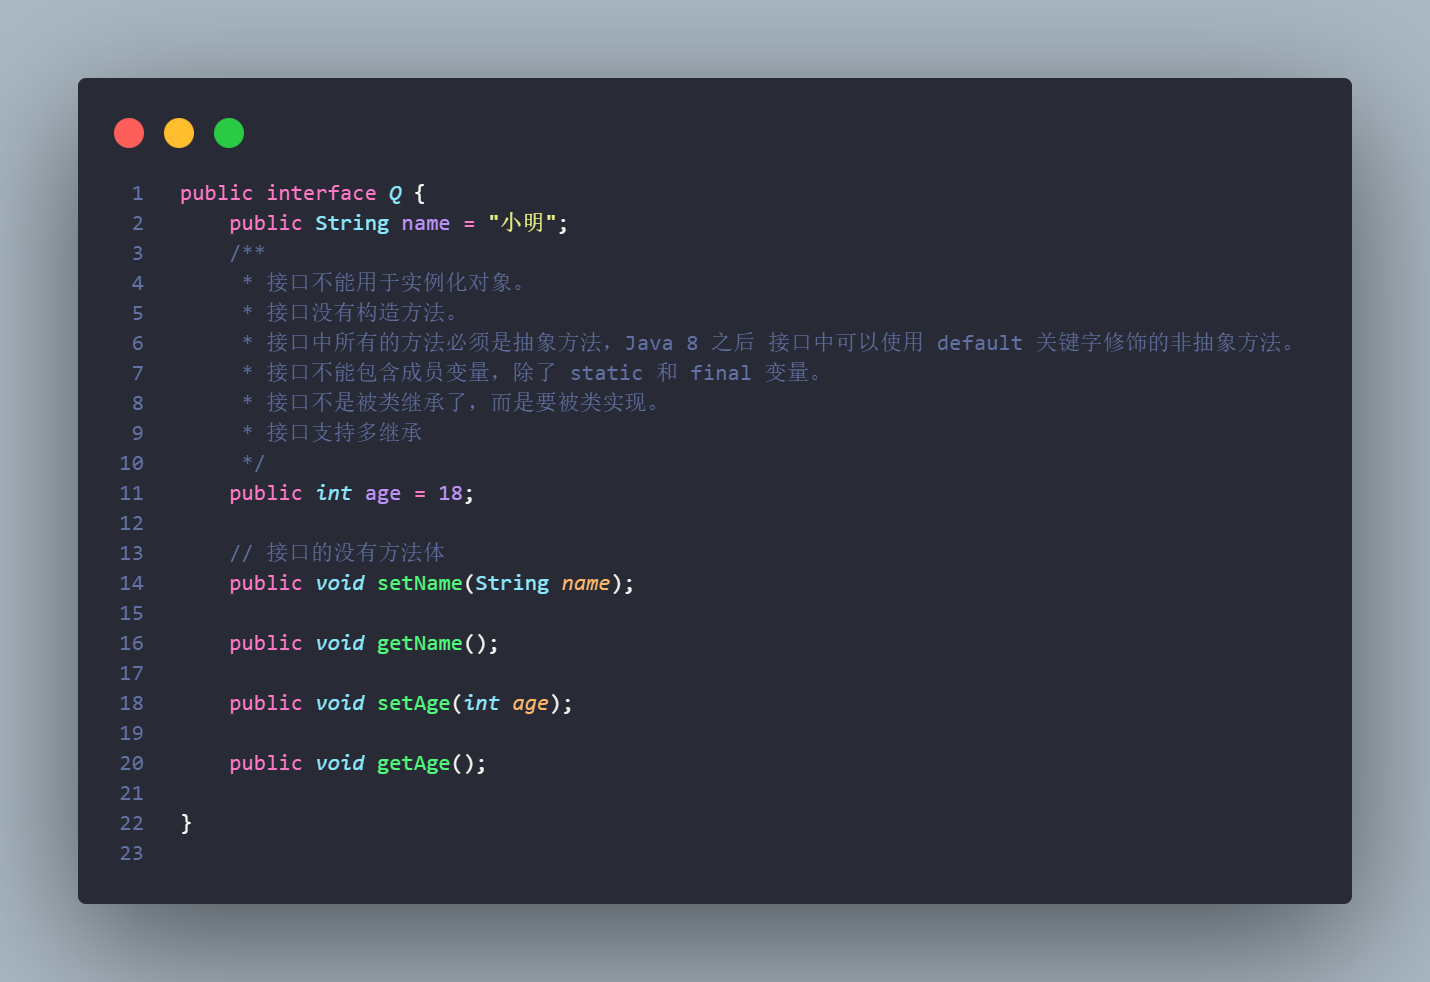 1 public interface Q {
2 public String name = "小明";
3 /**
4 * 接口不能用于实例化对象。
5 * 接口没有构造方法。
6 * 接口中所有的方法必须是抽象方法，Java 8 之后 接口中可以使用 default 关键字修饰的非抽象方法。
7 * 接口不能包含成员变量，除了 static 和 final 变量。
8 * 接口不是被类继承了，而是要被类实现。
9 * 接口支持多继承
10 */
11 public int age = 18;
12
13 // 接口的没有方法体
14 public void setName(String name);
15
16 public void getName();
17
18 public void setAge(int age);
19
20 public void getAge();
21
22 }
23